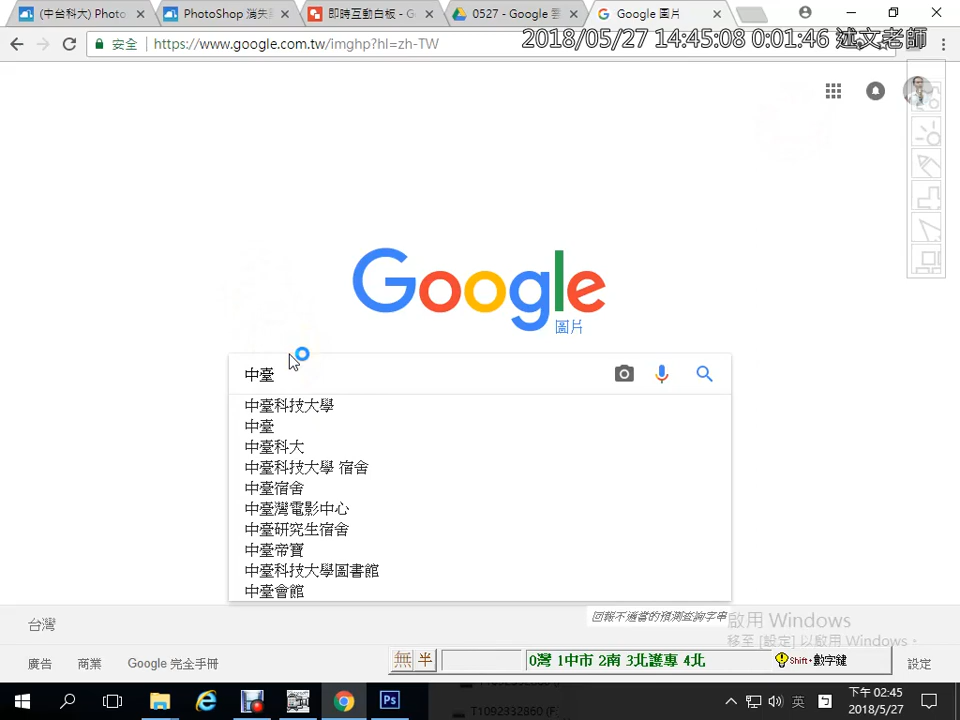 (中台科大) Photo
PhotoShop 消失
即時互動白板 - G
0527 - Google 雲
Google 圖片
安全
https://www.google.com.tw/imghp?hl=zh-TW
2018/05/27 14:45:08 0:01:46 述文老師
Google
圖片
中臺
中臺科技大學
中臺
中臺科大
中臺科技大學 宿舍
中臺宿舍
中臺灣電影中心
中臺研究生宿舍
中臺帝寶
中臺科技大學圖書館
中臺會館
回報不適當的預測查詢字串
啟用 Windows
移至 [設定] 以啟用 Windows。
台灣
廣告 商業 Google 完全手冊 設定
無 半 0灣 1中市 2南 3北護專 4北 Shift+數字鍵
T1092332860 (F:
英
下午 02:45
2018/5/27